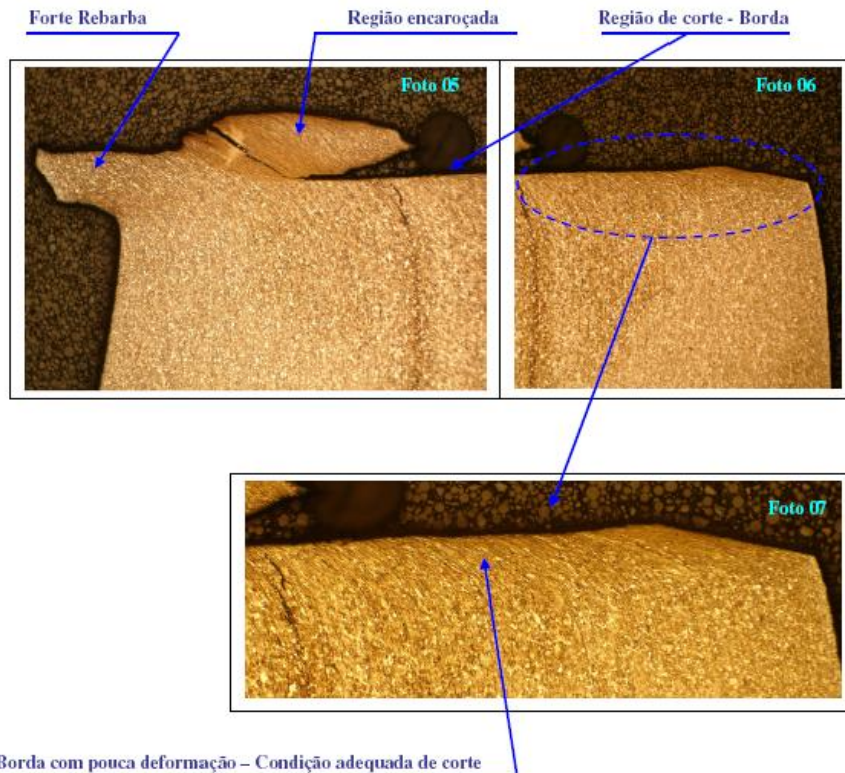 Forte Rebarba
Região encaroçada
Região de corte - Borda
Foto 05
Foto 06
Foto 07
Borda com pouca deformação – Condição adequada de corte